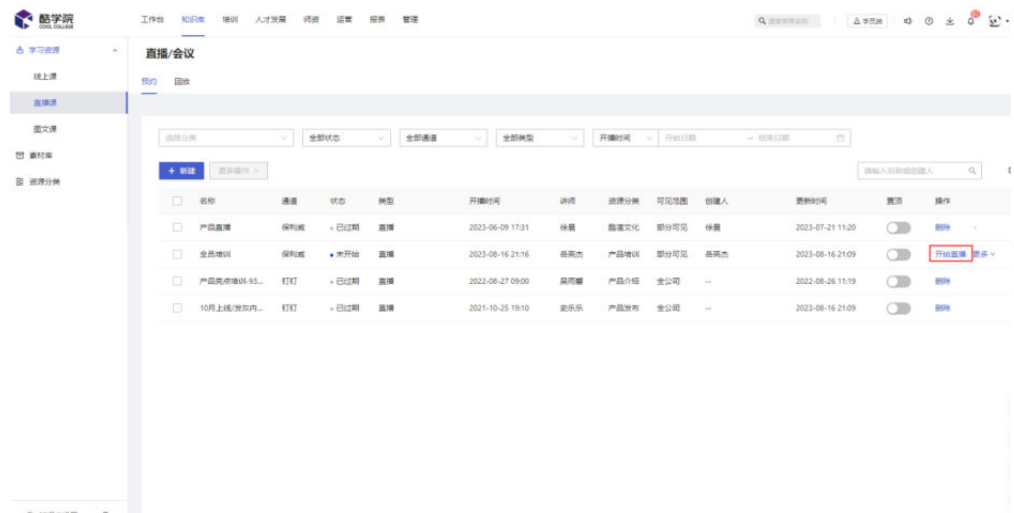 酷学院 工作台 知识库 培训 人才发展 师资 运营 报表 管理 学员端
COOL COLLEGE
学习资源
线上课
直播课
图文课
素材库
资源分类
直播/会议
预约 回放
选择分类 全部状态 全部通道 全部类型 开播时间 开始日期 → 结束日期
+ 新建 更多操作 请输入名称或创建人
名称 通道 状态 类型 开播时间 讲师 资源分类 可见范围 创建人 更新时间 置顶 操作
产品直播 保利威 已过期 直播 2023-06-09 17:31 徐晨 酷渲文化 部分可见 徐晨 2023-07-21 11:20 删除
全员培训 保利威 未开始 直播 2023-08-16 21:16 岳英杰 产品培训 部分可见 岳英杰 2023-08-16 21:09 开始直播 更多
产品亮点培训-93... 钉钉 已过期 直播 2022-08-27 09:00 产品介绍 全公司 -- 2022-08-26 11:19 删除
10月上线/发版内... 钉钉 已过期 直播 2021-10-25 19:10 史乐乐 产品发布 全公司 -- 2023-08-16 21:09 删除